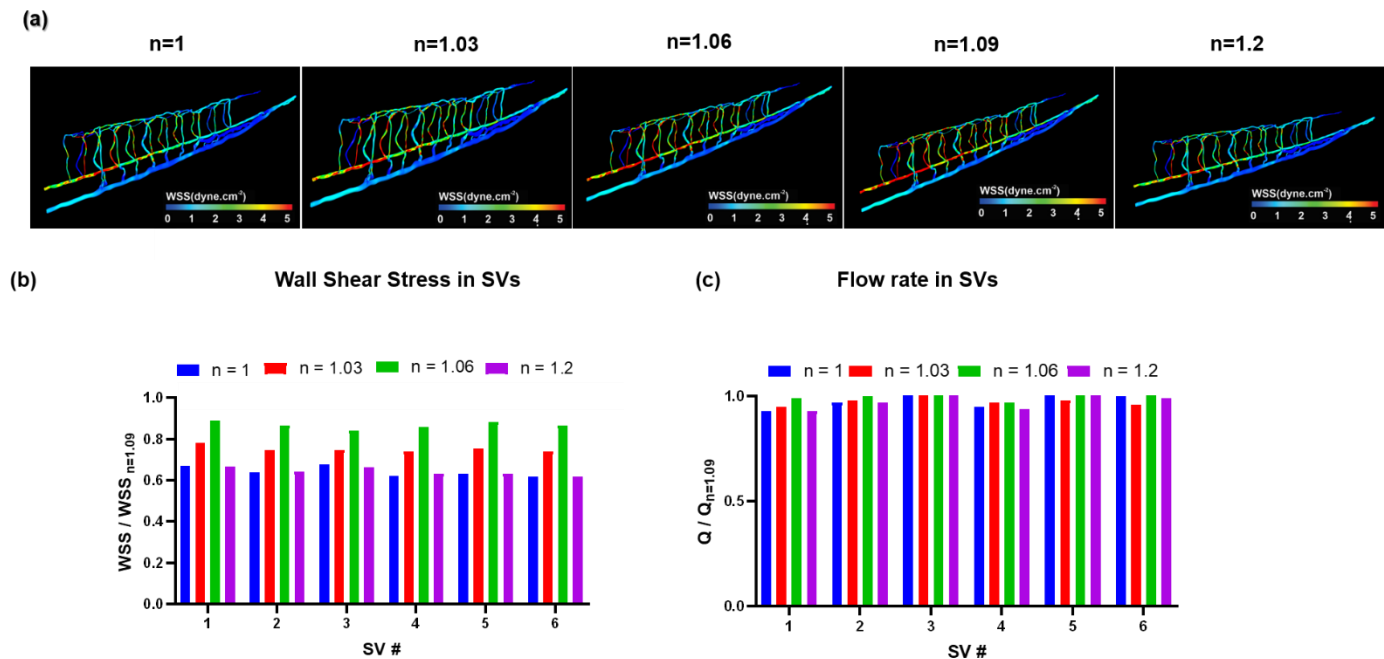 (a)
n=1 n=1.03 n=1.06 n=1.09 n=1.2
WSS(dyne.cm-2) WSS(dyne.cm-2) WSS(dyne.cm-2) WSS(dyne.cm-2) WSS(dyne.cm-2)
0 1 2 3 4 5 0 1 2 3 4 5 0 1 2 3 4 5 0 1 2 3 4 5 0 1 2 3 4 5
(b) Wall Shear Stress in SVs
n = 1 n = 1.03 n = 1.06 n = 1.2
WSS / WSS n=1.09
1.0
0.8
0.6
0.4
0.2
0.0
1 2 3 4 5 6
SV #
(c) Flow rate in SVs
n = 1 n = 1.03 n = 1.06 n = 1.2
Q / Qn=1.09
1.0
0.5
0.0
1 2 3 4 5 6
SV #